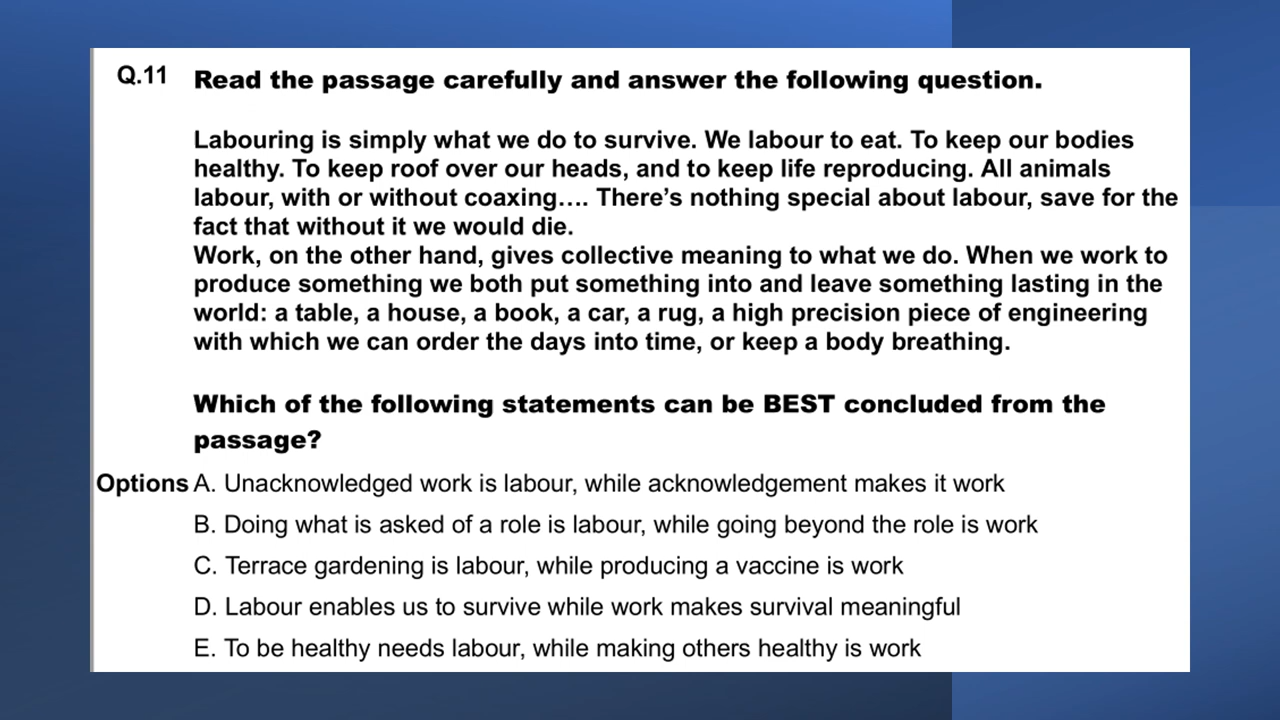 Q.11 Read the passage carefully and answer the following question.
Labouring is simply what we do to survive. We labour to eat. To keep our bodies
healthy. To keep roof over our heads, and to keep life reproducing. All animals
labour, with or without coaxing…. There’s nothing special about labour, save for the
fact that without it we would die.
Work, on the other hand, gives collective meaning to what we do. When we work to
produce something we both put something into and leave something lasting in the
world: a table, a house, a book, a car, a rug, a high precision piece of engineering
with which we can order the days into time, or keep a body breathing.
Which of the following statements can be BEST concluded from the
passage?
Options A. Unacknowledged work is labour, while acknowledgement makes it work
B. Doing what is asked of a role is labour, while going beyond the role is work
C. Terrace gardening is labour, while producing a vaccine is work
D. Labour enables us to survive while work makes survival meaningful
E. To be healthy needs labour, while making others healthy is work